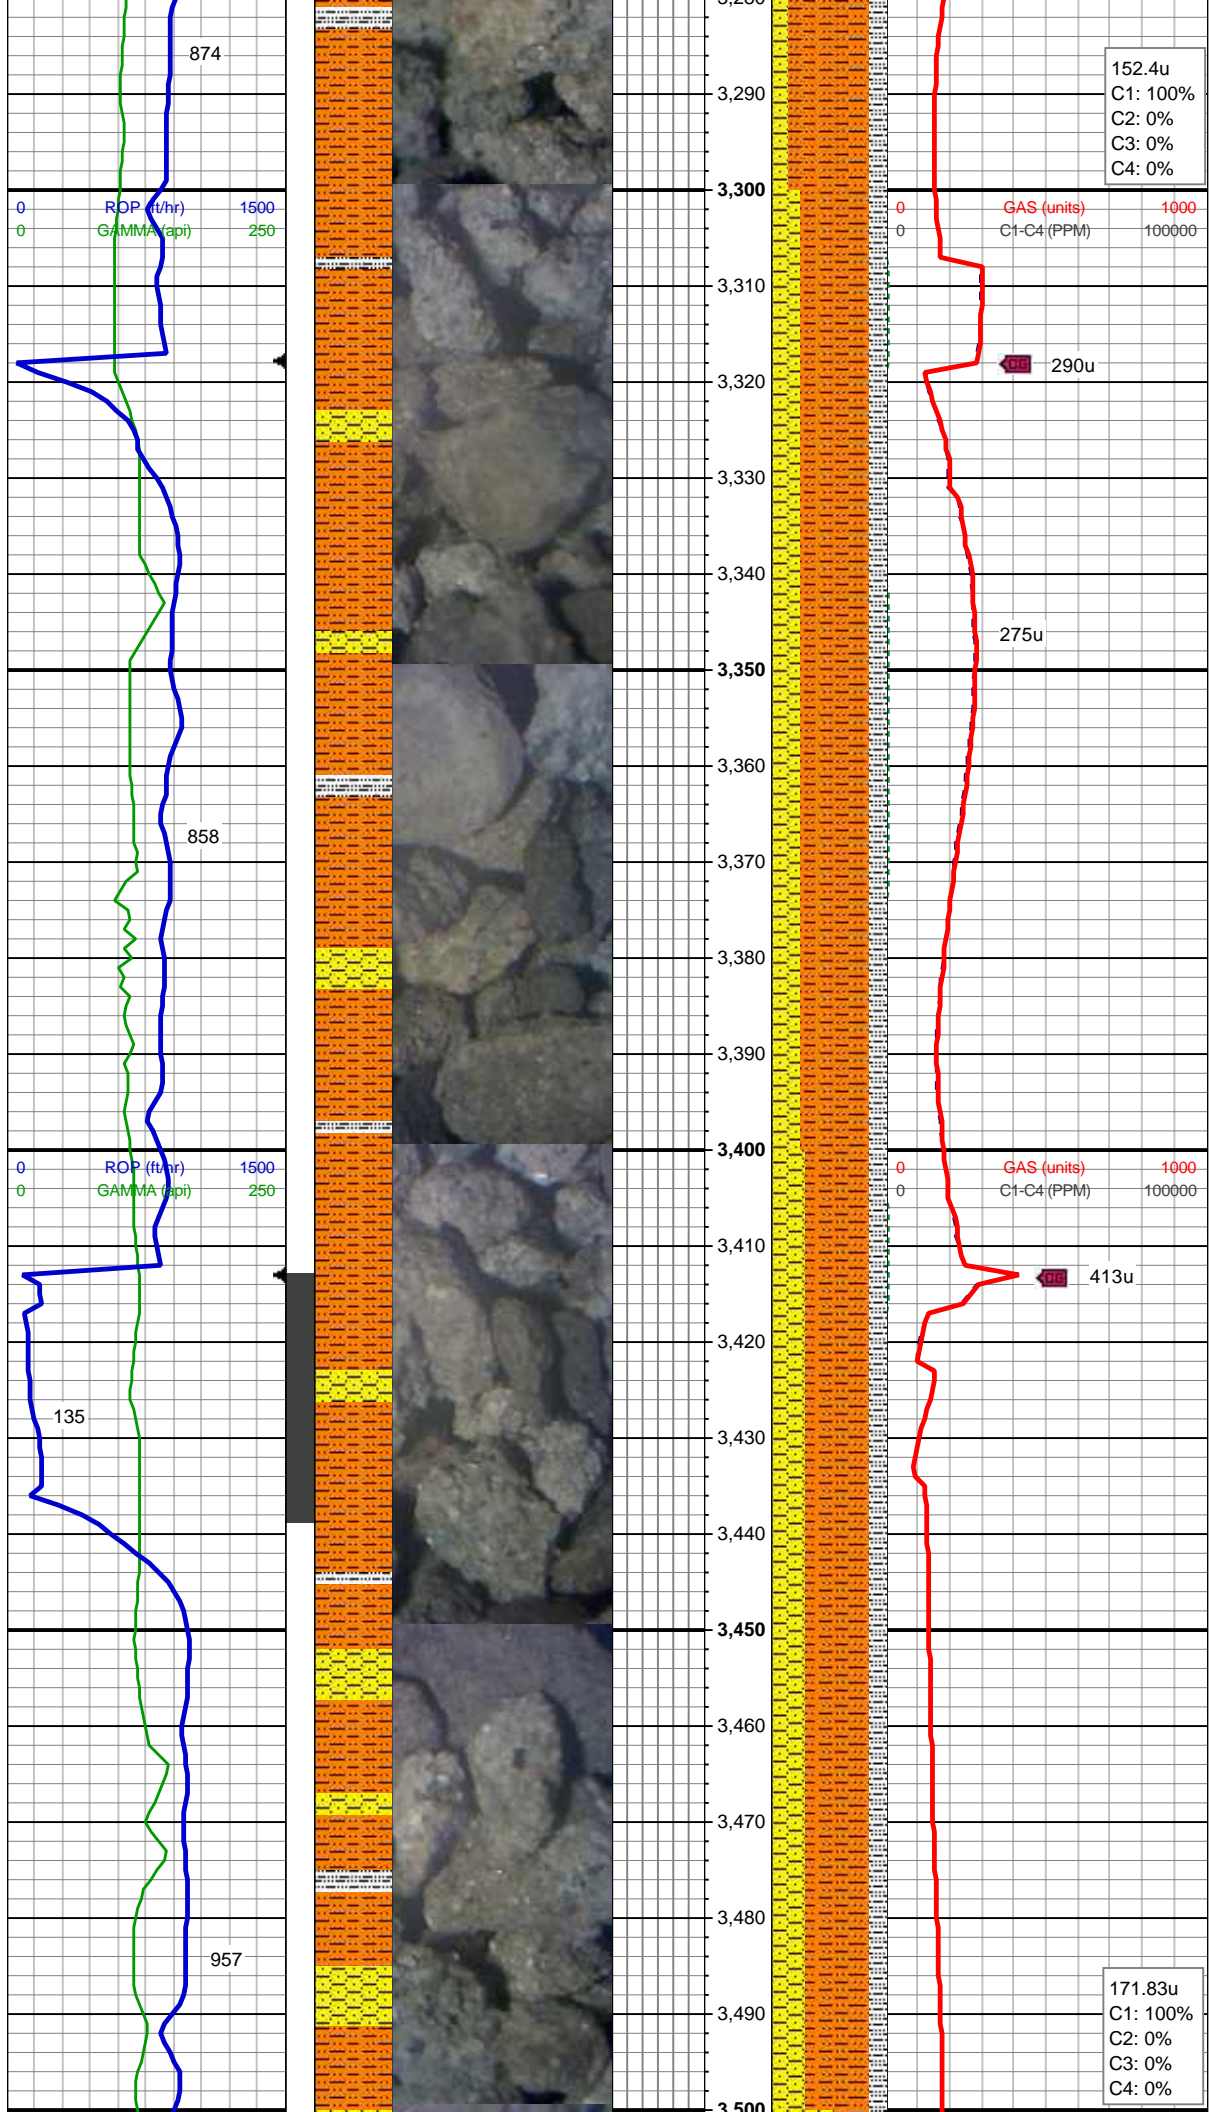 874
3,290
152.4u
C1: 100%
C2: 0%
C3: 0%
C4: 0%
3,300
0 ROP (ft/hr) 1500
0 GAMMA (api) 250
0 GAS (units) 1000
0 C1-C4 (PPM) 100000
3,310
3,320
CG 290u
3,330
3,340
275u
3,350
3,360
858
3,370
3,380
3,390
3,400
0 ROP (ft/hr) 1500
0 GAMMA (api) 250
0 GAS (units) 1000
0 C1-C4 (PPM) 100000
3,410
CG 413u
3,420
135
3,430
3,440
3,450
3,460
3,470
3,480
957
3,490
171.83u
C1: 100%
C2: 0%
C3: 0%
C4: 0%
3,500